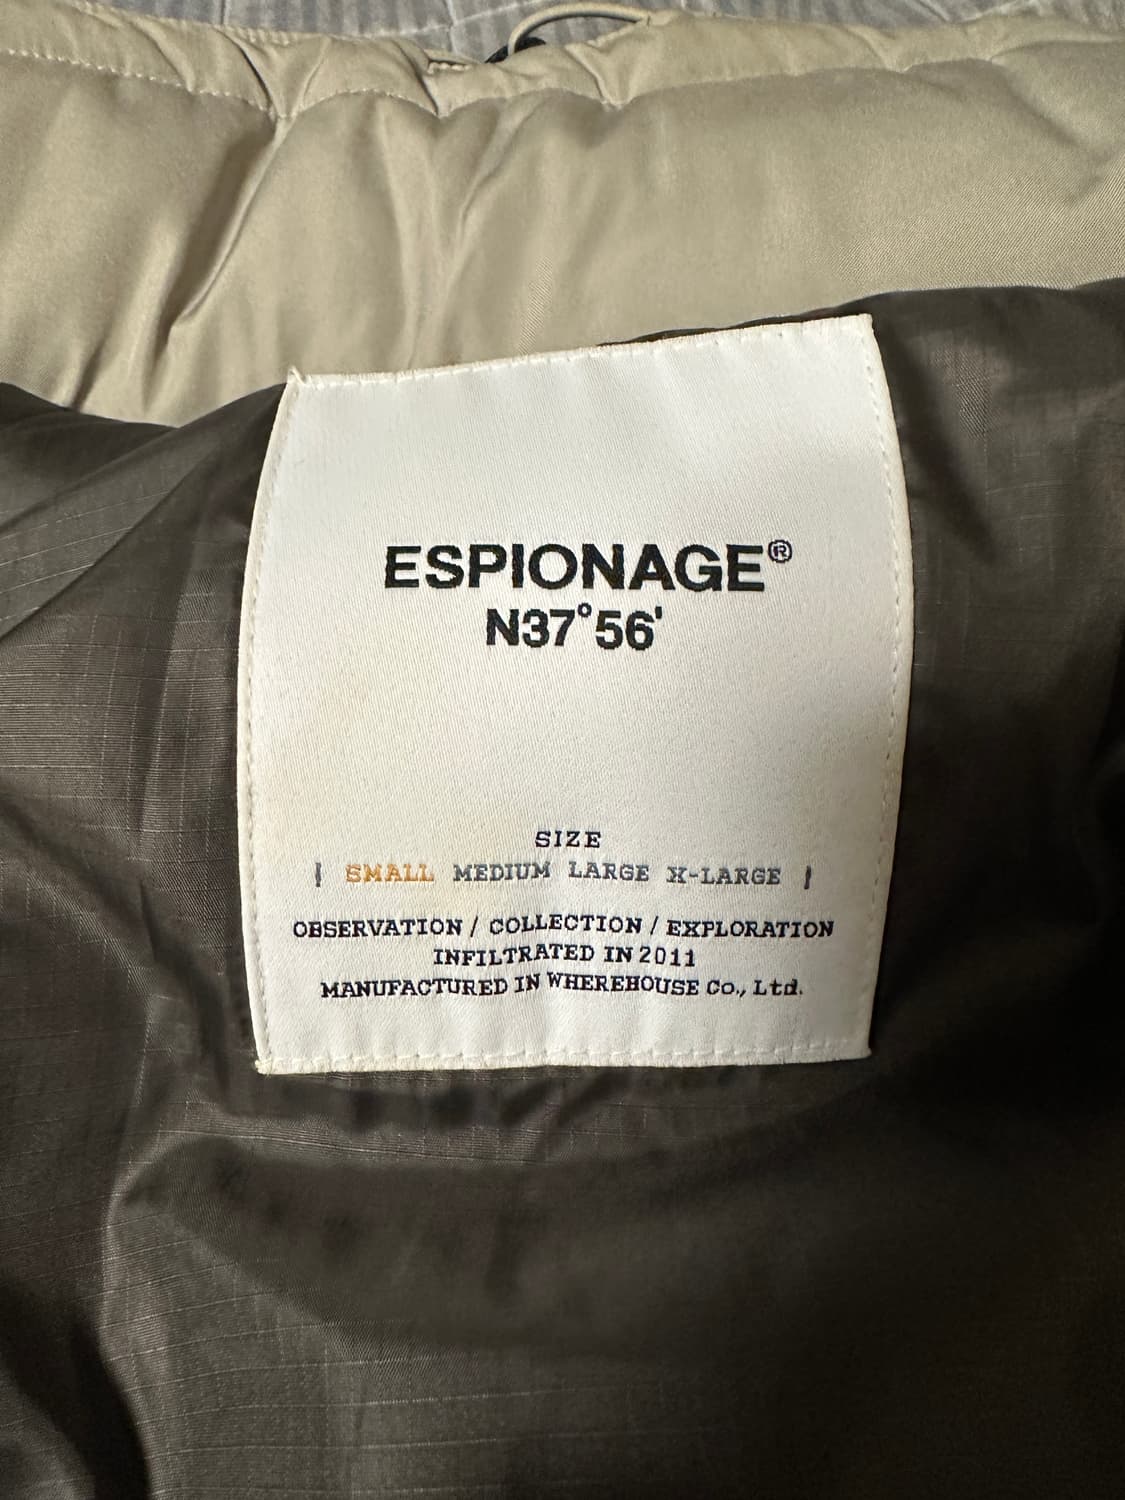 ESPIONAGE®
N37°56'
SIZE
| SMALL MEDIUM LARGE X-LARGE |
OBSERVATION / COLLECTION / EXPLORATION
INFILTRATED IN 2011
MANUFACTURED IN WHEREHOUSE Co., Ltd.